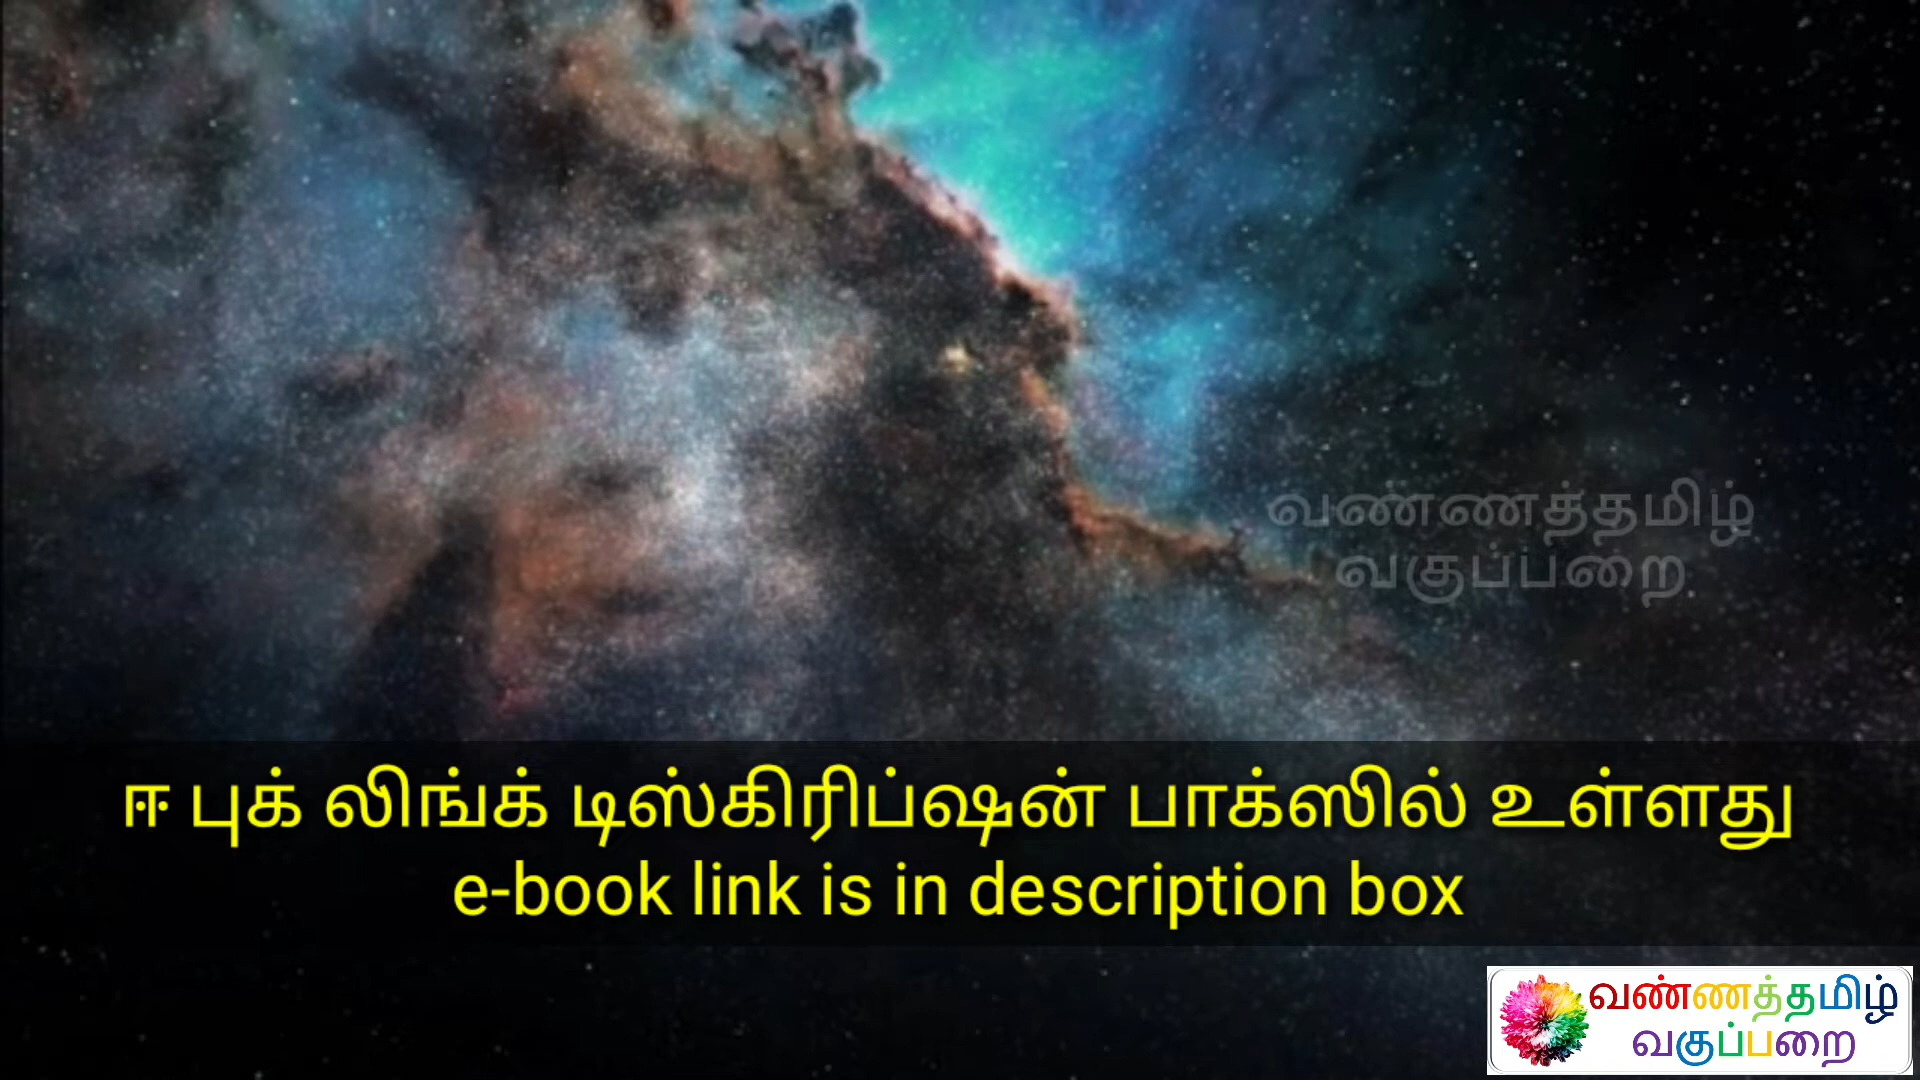 வண்ணத்தமிழ்
வகுப்பறை
ஈ புக் லிங்க் டிஸ்கிரிப்ஷன் பாக்ஸில் உள்ளது
e-book link is in description box
வண்ணத்தமிழ்
வகுப்பறை